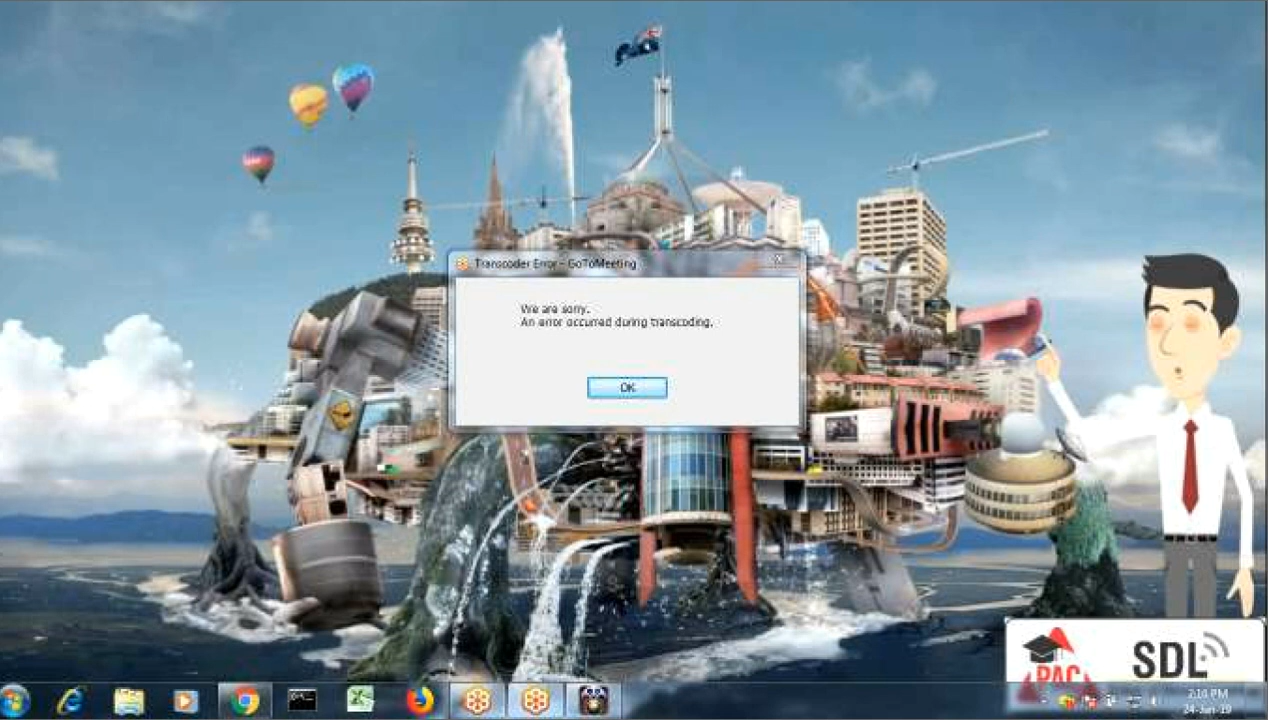 Transcoder Error - GoToMeeting
We are sorry.
An error occurred during transcoding.
OK
PAC
SDL
2:16 PM
24-Jun-19